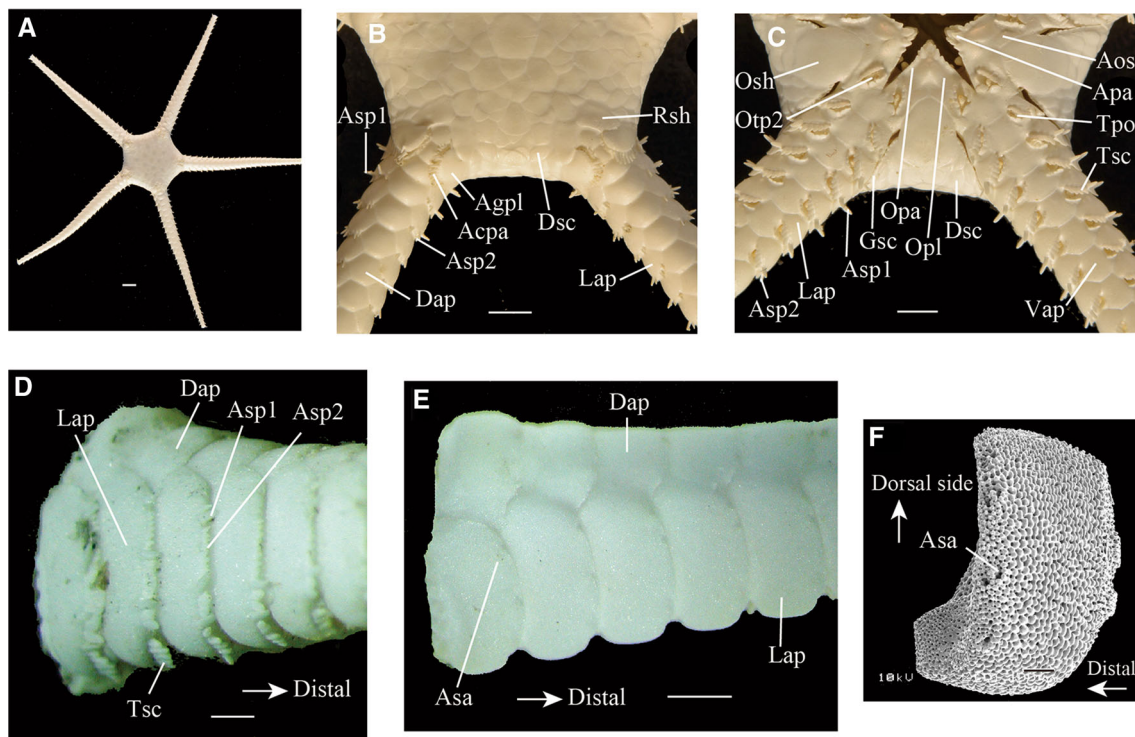 A
B
Asp1
Rsh
Agpl
Dsc
Acpa
Asp2
Lap
Dap
C
Osh
Otp2
Aos
Apa
Tpo
Tsc
Opa
Dsc
Gsc
Opl
Asp1
Lap
Asp2
Vap
D
Dap
Lap
Asp1
Asp2
Tsc
Distal
E
Dap
Asa
Distal
Lap
F
Dorsal side
Asa
10kV
Distal